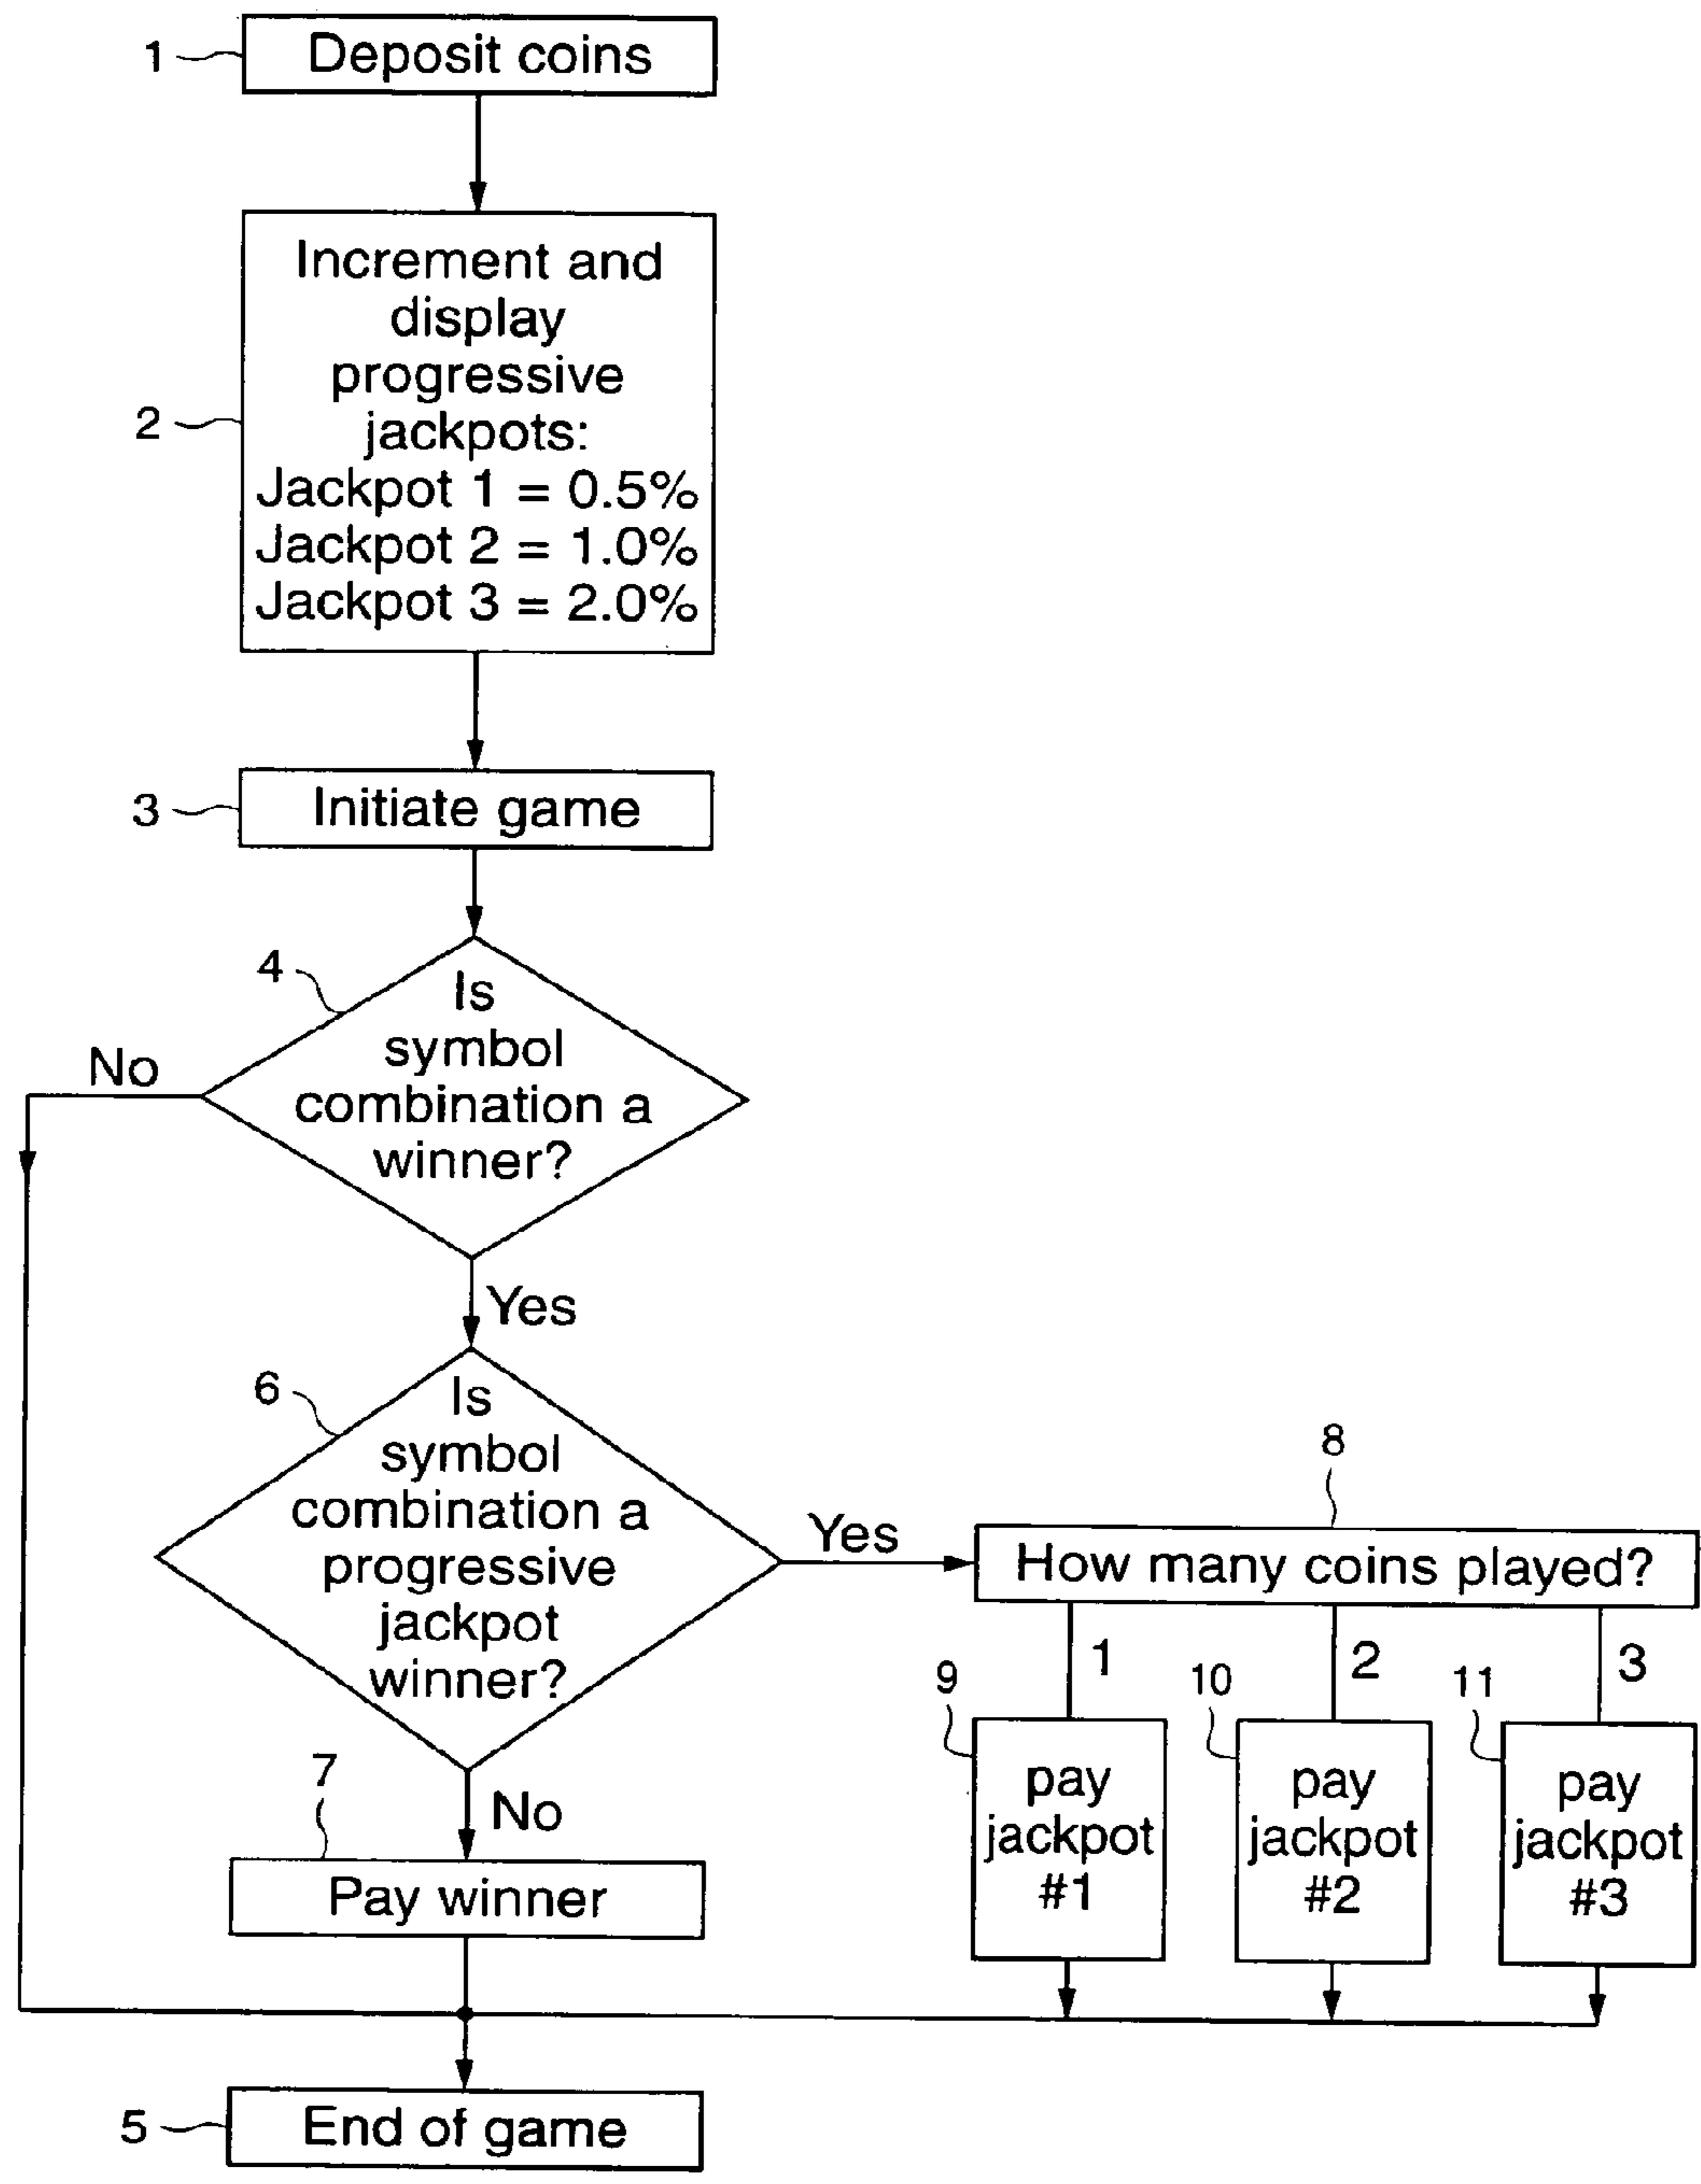 1
Deposit coins
2
Increment and
display
progressive
jackpots:
Jackpot 1 = 0.5%
Jackpot 2 = 1.0%
Jackpot 3 = 2.0%
3
Initiate game
4
Is
symbol
combination a
winner?
No
Yes
6
Is
symbol
combination a
progressive
jackpot
winner?
Yes
8
How many coins played?
1
2
3
9
pay
jackpot
#1
10
pay
jackpot
#2
11
pay
jackpot
#3
No
7
Pay winner
5
End of game